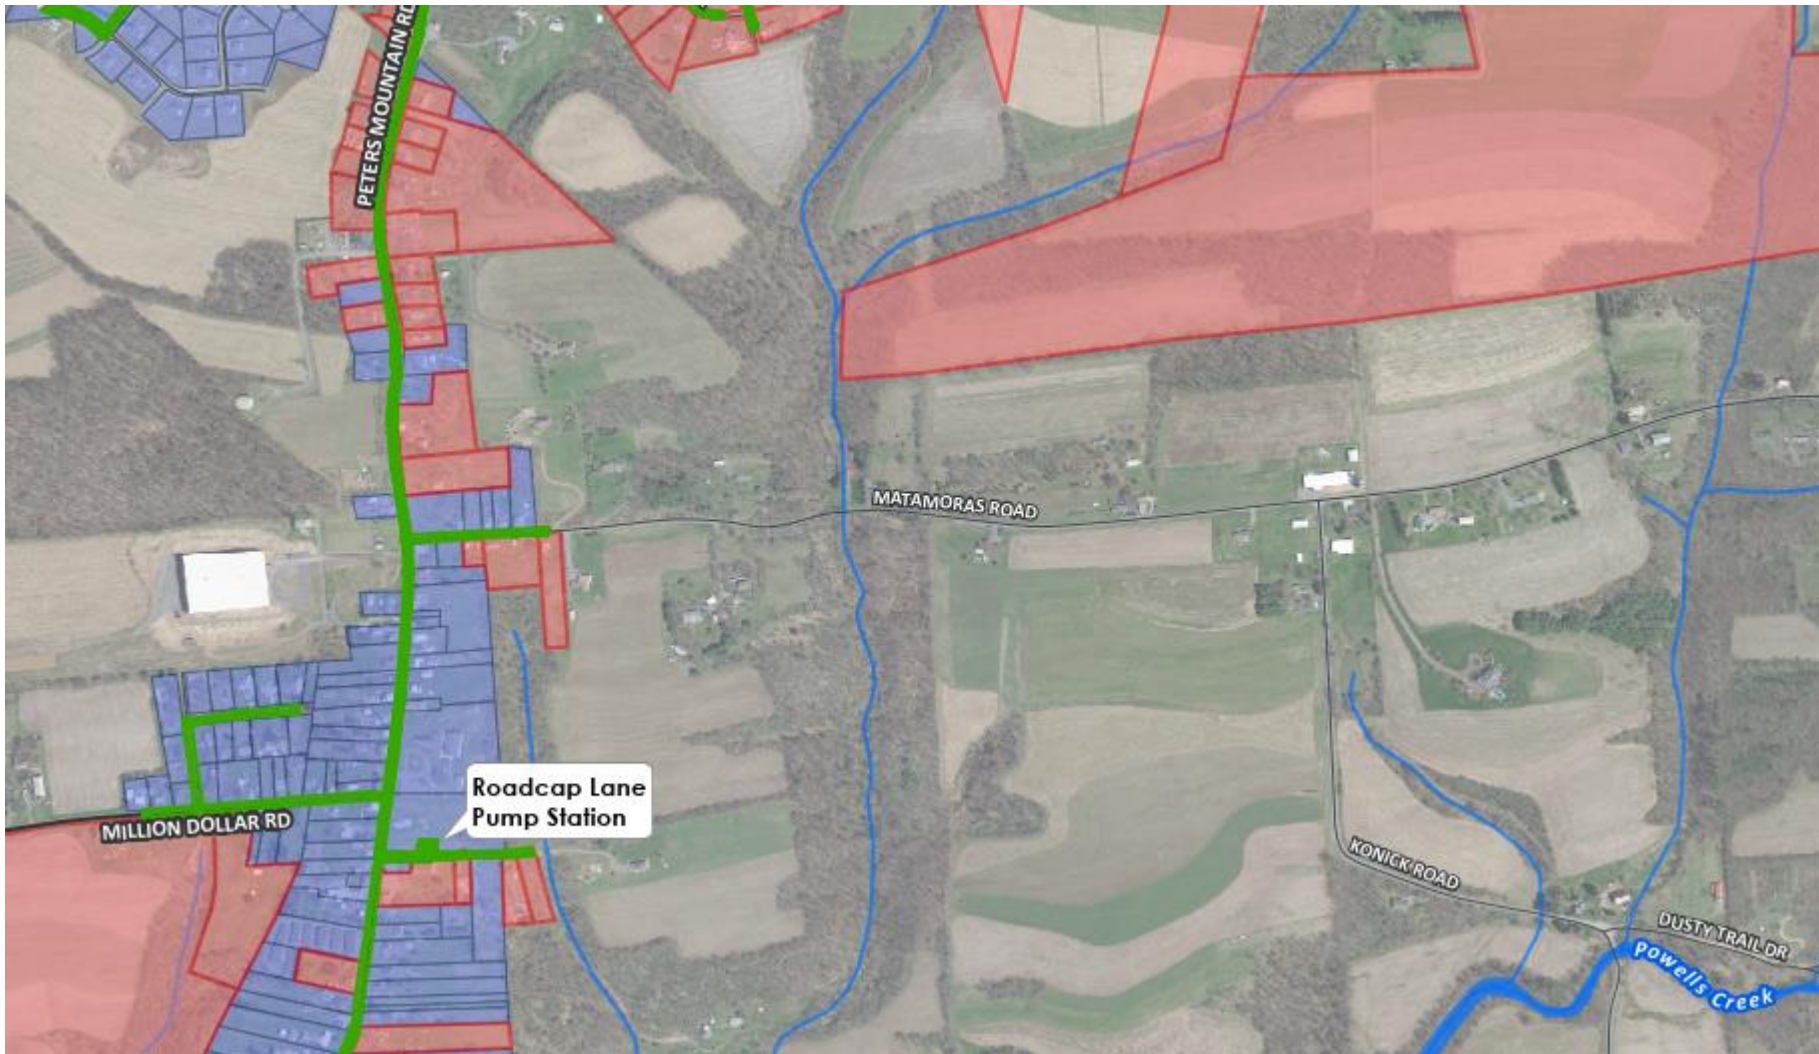 PETERS MOUNTAIN RD
MATAMORAS ROAD
Roadcap Lane
Pump Station
MILLION DOLLAR RD
KONICK ROAD
DUSTY TRAIL DR
Powells Creek